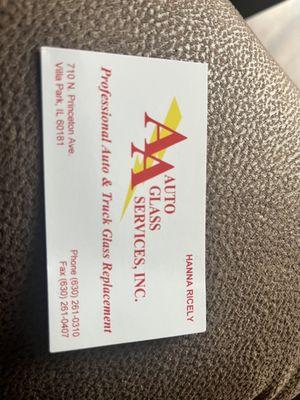 HANNA RICELY
AA AUTO
GLASS
SERVICES, INC.
Professional Auto & Truck Glass Replacement
710 N. Princeton Ave.
Villa Park, IL 60181
Phone (630) 261-0310
Fax (630) 261-0407